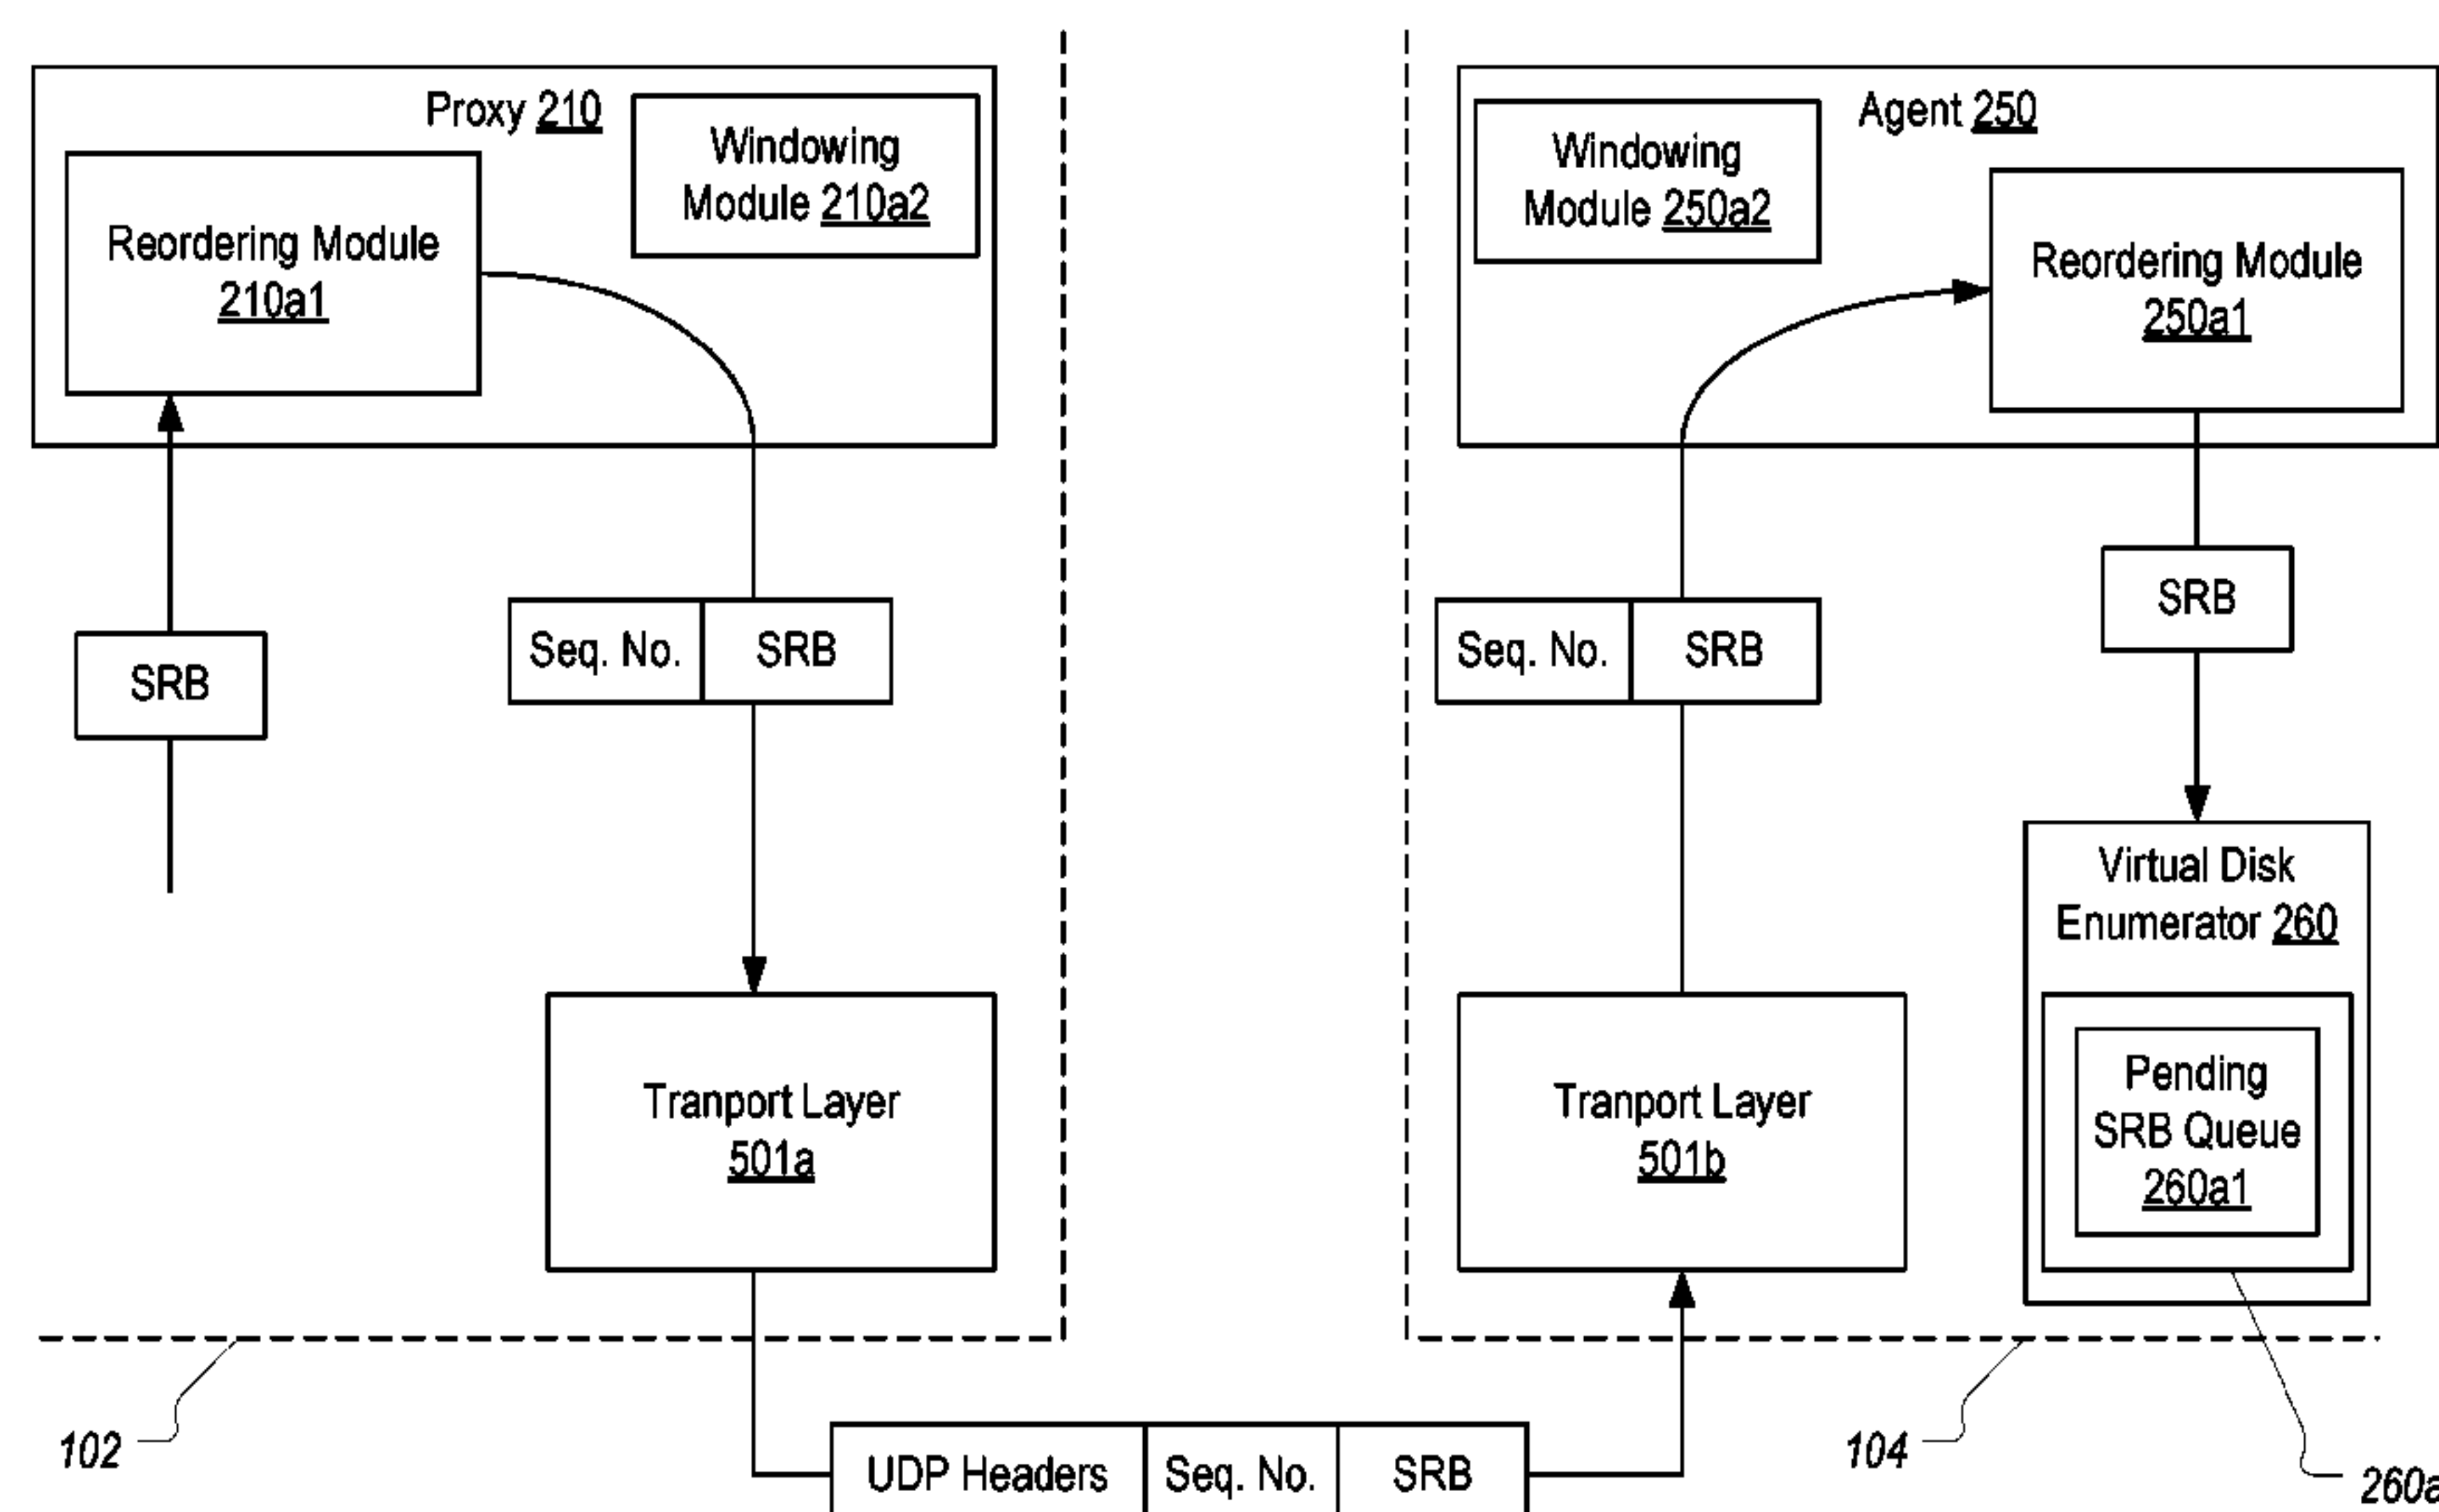 Proxy 210
Windowing
Module 210a2
Reordering Module
210a1
SRB
Seq. No.
SRB
Tranport Layer
501a
102
UDP Headers
Seq. No.
SRB
Agent 250
Windowing
Module 250a2
Reordering Module
250a1
Seq. No.
SRB
SRB
Tranport Layer
501b
Virtual Disk
Enumerator 260
Pending
SRB Queue
260a1
104
260a